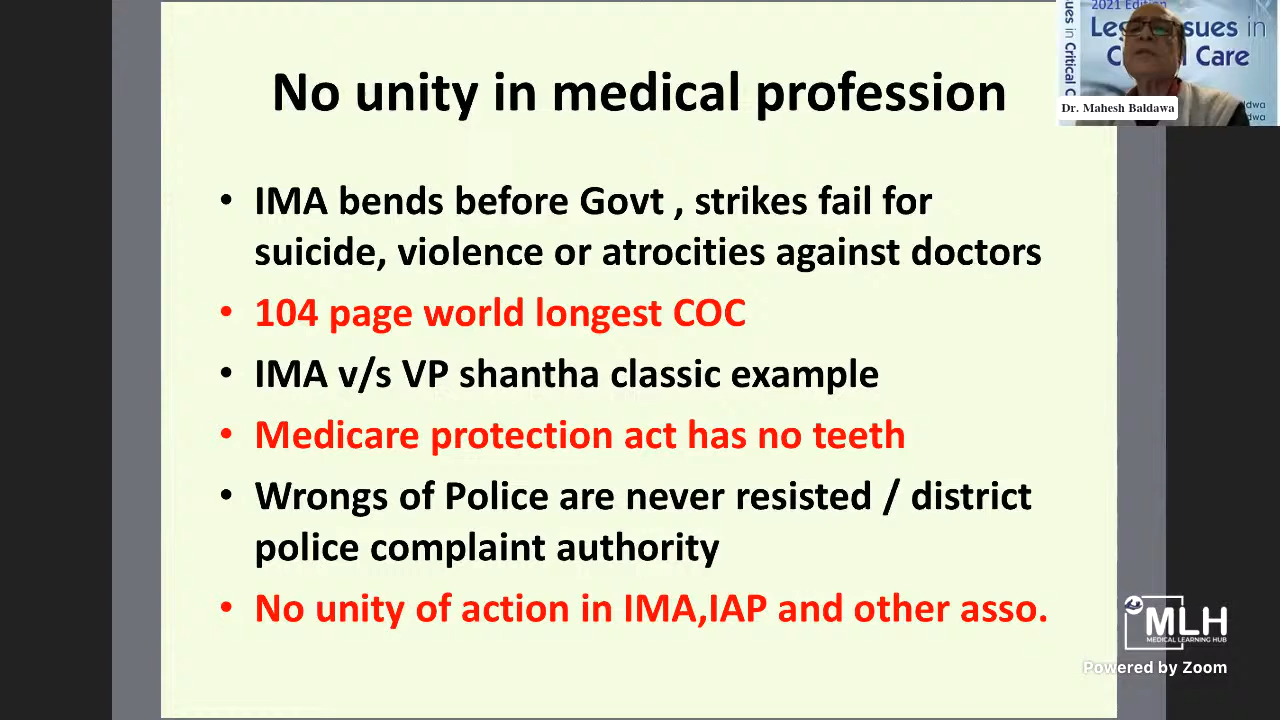 2021 Edition
No unity in medical profession
Dr. Mahesh Baldawa
• IMA bends before Govt , strikes fail for
suicide, violence or atrocities against doctors
• 104 page world longest COC
• IMA v/s VP shantha classic example
• Medicare protection act has no teeth
• Wrongs of Police are never resisted / district
police complaint authority
• No unity of action in IMA,IAP and other asso.
MLH
MEDICAL LEARNING HUB
Powered by Zoom